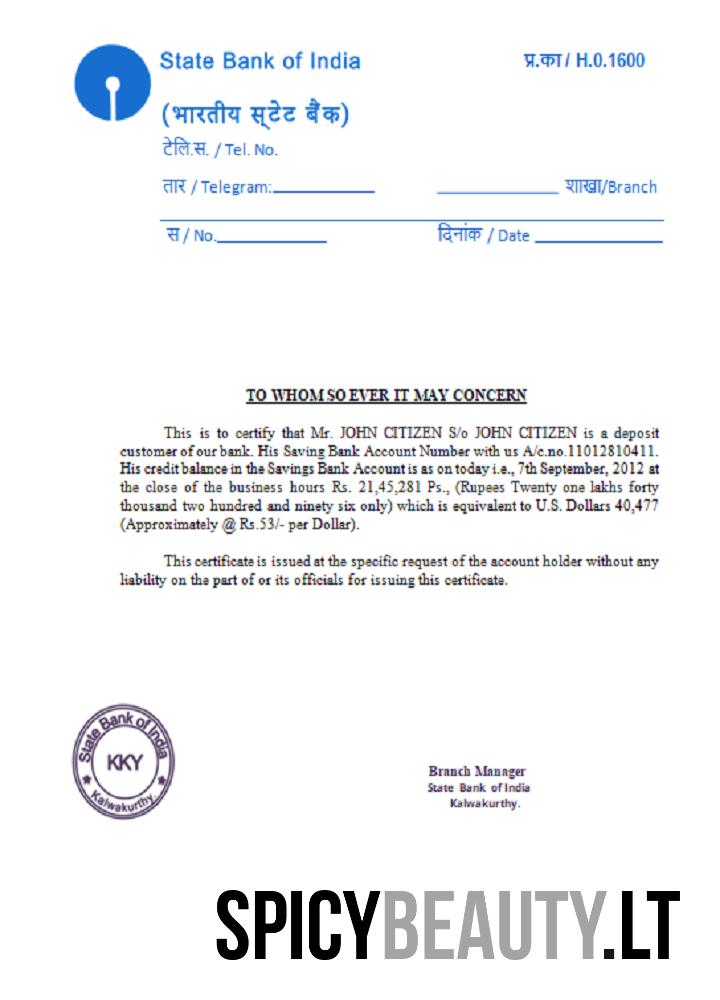 State Bank of India
प्र.का / H.0.1600
(भारतीय स्टेट बैंक)
टेलि.स. / Tel. No.
तार / Telegram:____________ ______________ शाखा/Branch
स / No.____________ दिनांक / Date ______________
TO WHOM SO EVER IT MAY CONCERN
This is to certify that Mr. JOHN CITIZEN S/o JOHN CITIZEN is a deposit
customer of our bank. His Saving Bank Account Number with us A/c.no.11012810411.
His credit balance in the Savings Bank Account is as on today i.e., 7th September, 2012 at
the close of the business hours Rs. 21,45,281 Ps., (Rupees Twenty one lakhs forty
thousand two hundred and ninety six only) which is equivalent to U.S. Dollars 40,477
(Approximately @ Rs.53/- per Dollar).
This certificate is issued at the specific request of the account holder without any
liability on the part of or its officials for issuing this certificate.
State Bank of India
KKY
Kalwakurthy.
Branch Manager
State Bank of India
Kalwakurthy.
SPICYBEAUTY.LT